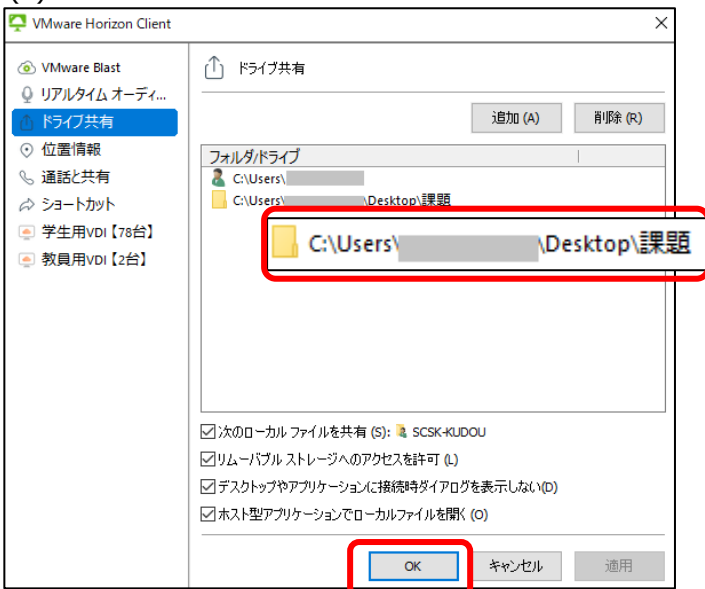 VMware Horizon Client
VMware Blast
リアルタイム オーディ...
ドライブ共有
位置情報
通話と共有
ショートカット
学生用VDI【78台】
教員用VDI【2台】
ドライブ共有
追加 (A)
削除 (R)
フォルダ/ドライブ
C:\Users\
C:\Users\ \Desktop\課題
C:\Users\ \Desktop\課題
次のローカル ファイルを共有 (S): SCSK-KUDOU
リムーバブル ストレージへのアクセスを許可 (L)
デスクトップやアプリケーションに接続時ダイアログを表示しない(D)
ホスト型アプリケーションでローカルファイルを開く (O)
OK
キャンセル
適用